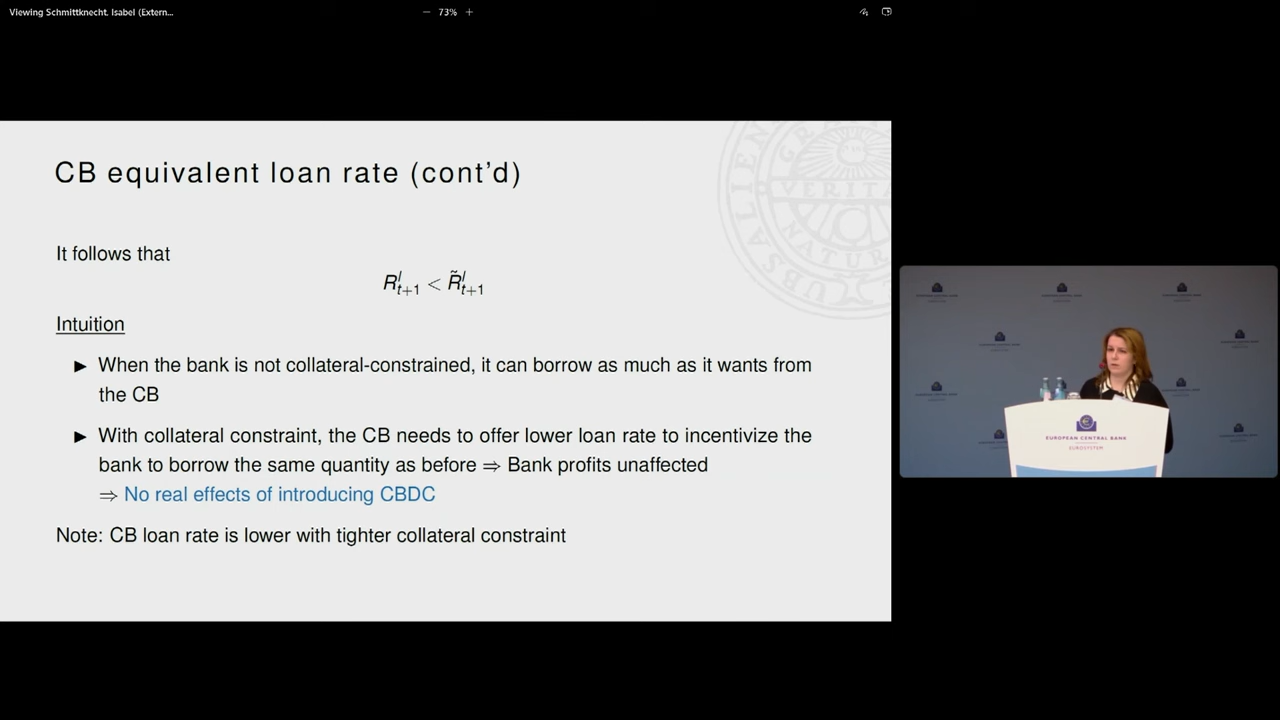 Viewing Schmittknecht, Isabel (Extern...
− 73% +
CB equivalent loan rate (cont'd)
It follows that
R^l_{t+1} < R̃^l_{t+1}
Intuition
► When the bank is not collateral-constrained, it can borrow as much as it wants from
the CB
► With collateral constraint, the CB needs to offer lower loan rate to incentivize the
bank to borrow the same quantity as before ⇒ Bank profits unaffected
⇒ No real effects of introducing CBDC
Note: CB loan rate is lower with tighter collateral constraint
VERITA
NATUR
EUROPEAN CENTRAL BANK
EUROSYSTEM